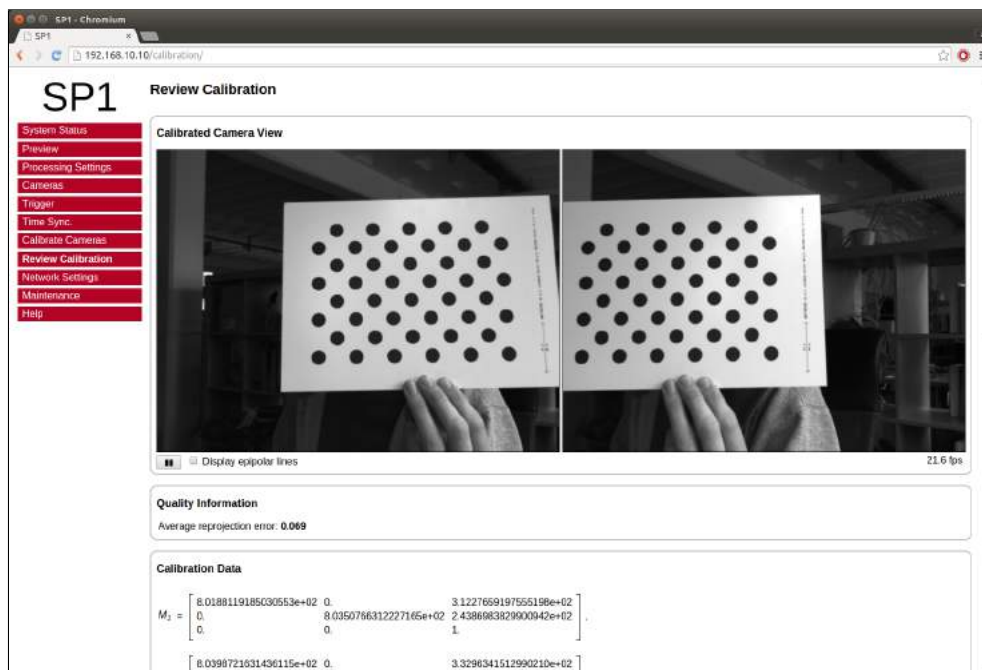 SP1 - Chromium
SP1
192.168.10.10/calibration/
SP1
System Status
Preview
Processing Settings
Cameras
Trigger
Time Sync.
Calibrate Cameras
Review Calibration
Network Settings
Maintenance
Help
Review Calibration
Calibrated Camera View
Display epipolar lines
21.6 fps
Quality Information
Average reprojection error: 0.069
Calibration Data
8.0188119185030553e+02 0. 3.1227659197555198e+02
M₁ = 0. 8.0350766312227165e+02 2.4386983829900942e+02 ,
0. 0. 1.
8.0398721631436115e+02 0. 3.3296341512990210e+02